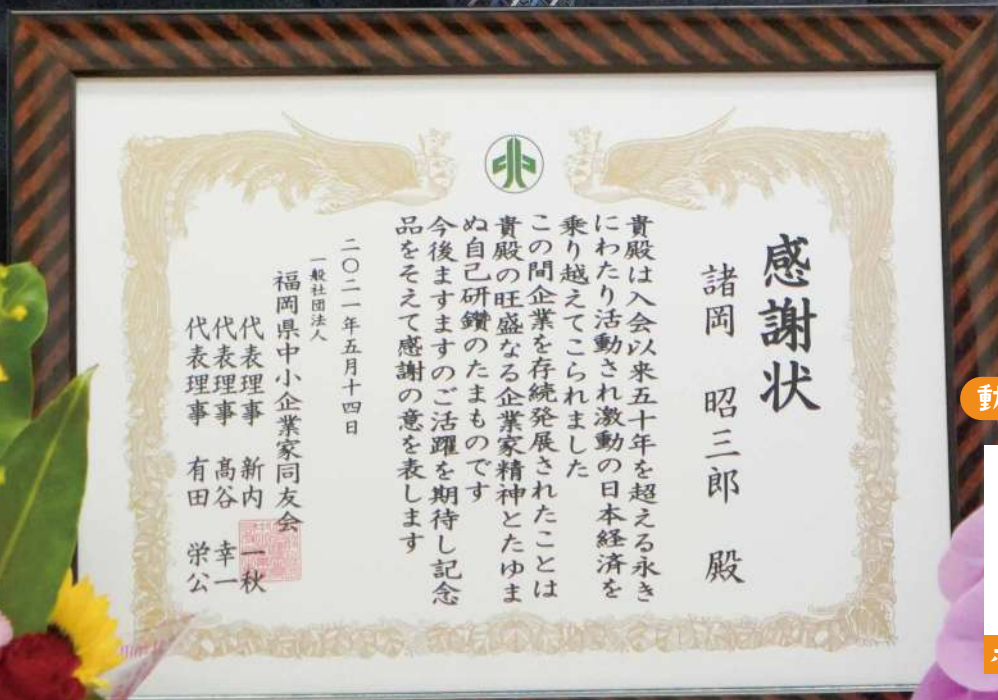 感謝状
諸岡 昭三郎 殿
貴殿は入会以来五十年を超える永き
にわたり活動され激動の日本経済を
乗り越えてこられました
この間企業を存続発展されたことは
貴殿の旺盛なる企業家精神とたゆま
ぬ自己研鑽のたまものです
今後ますますのご活躍を期待し記念
品をそえて感謝の意を表します
二〇二一年五月十四日
一般社団法人
福岡県中小企業家同友会
代表理事 新内 一秋
代表理事 髙谷 幸一
代表理事 有田 栄公